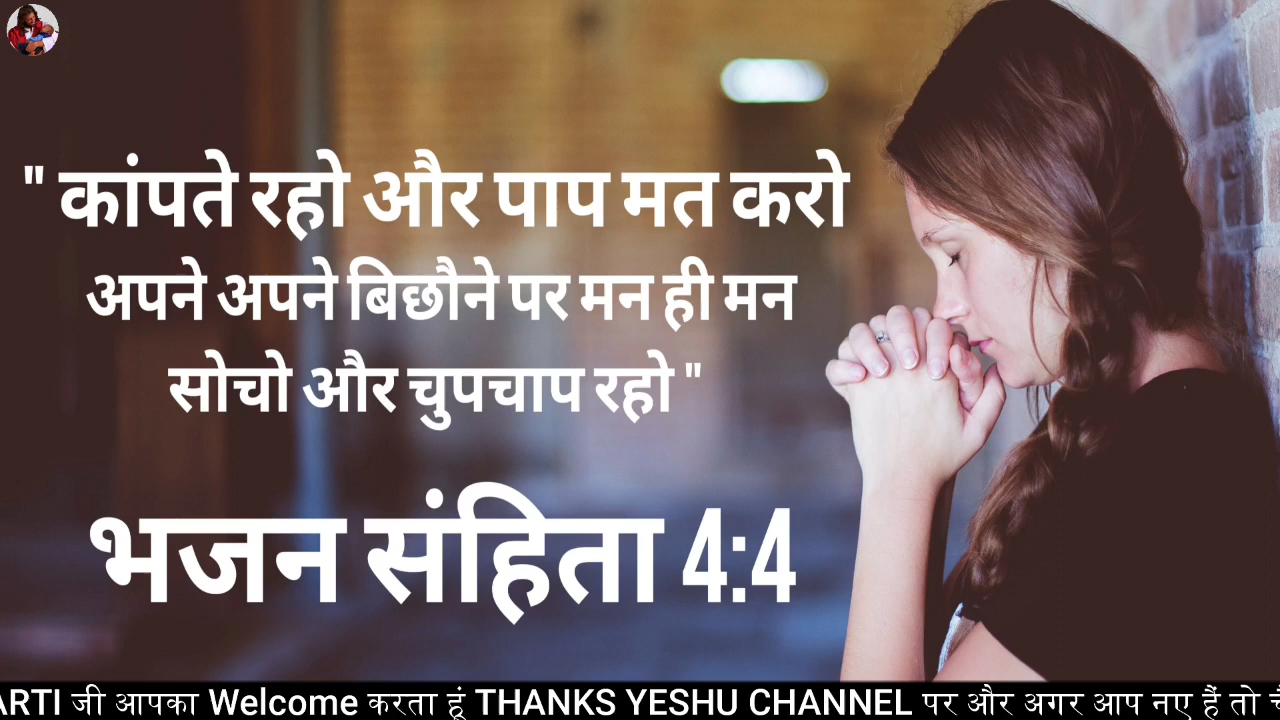 " कांपते रहो और पाप मत करो
अपने अपने बिछौने पर मन ही मन
सोचो और चुपचाप रहो "
भजन संहिता 4:4
जी आपका Welcome करता हूं THANKS YESHU CHANNEL पर और अगर आप नए हैं तो